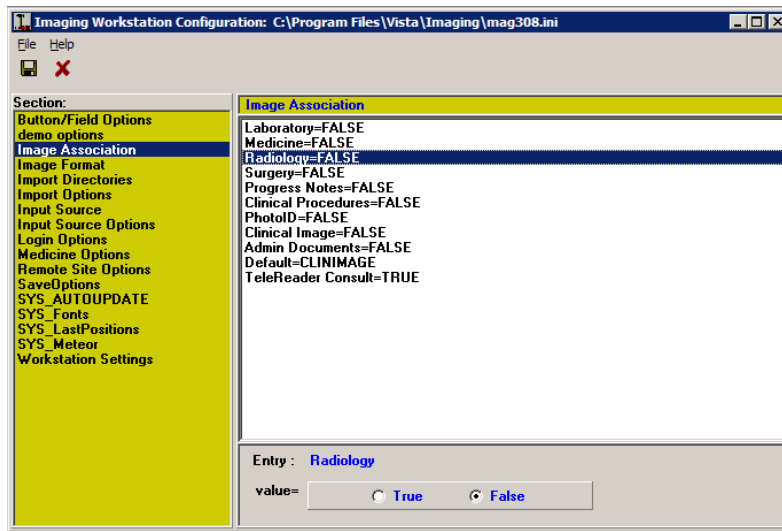 Imaging Workstation Configuration: C:\Program Files\Vista\Imaging\mag308.ini
File Help
Section:
Button/Field Options
demo options
Image Association
Image Format
Import Directories
Import Options
Input Source
Input Source Options
Login Options
Medicine Options
Remote Site Options
SaveOptions
SYS_AUTOUPDATE
SYS_Fonts
SYS_LastPositions
SYS_Meteor
Workstation Settings
Image Association
Laboratory=FALSE
Medicine=FALSE
Radiology=FALSE
Surgery=FALSE
Progress Notes=FALSE
Clinical Procedures=FALSE
PhotoID=FALSE
Clinical Image=FALSE
Admin Documents=FALSE
Default=CLINIMAGE
TeleReader Consult=TRUE
Entry : Radiology
value= True False